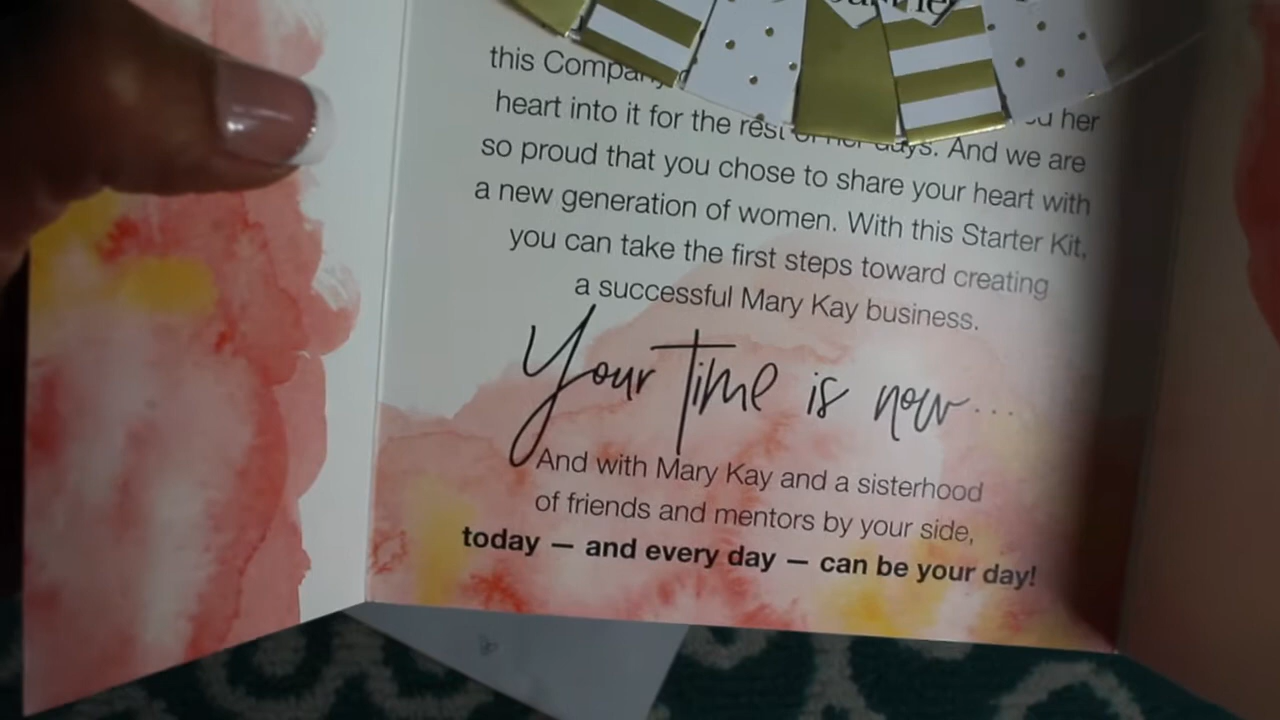 this Company
heart into it for the rest of her days. And we are
so proud that you chose to share your heart with
a new generation of women. With this Starter Kit,
you can take the first steps toward creating
a successful Mary Kay business.
Your time is now...
And with Mary Kay and a sisterhood
of friends and mentors by your side,
today — and every day — can be your day!